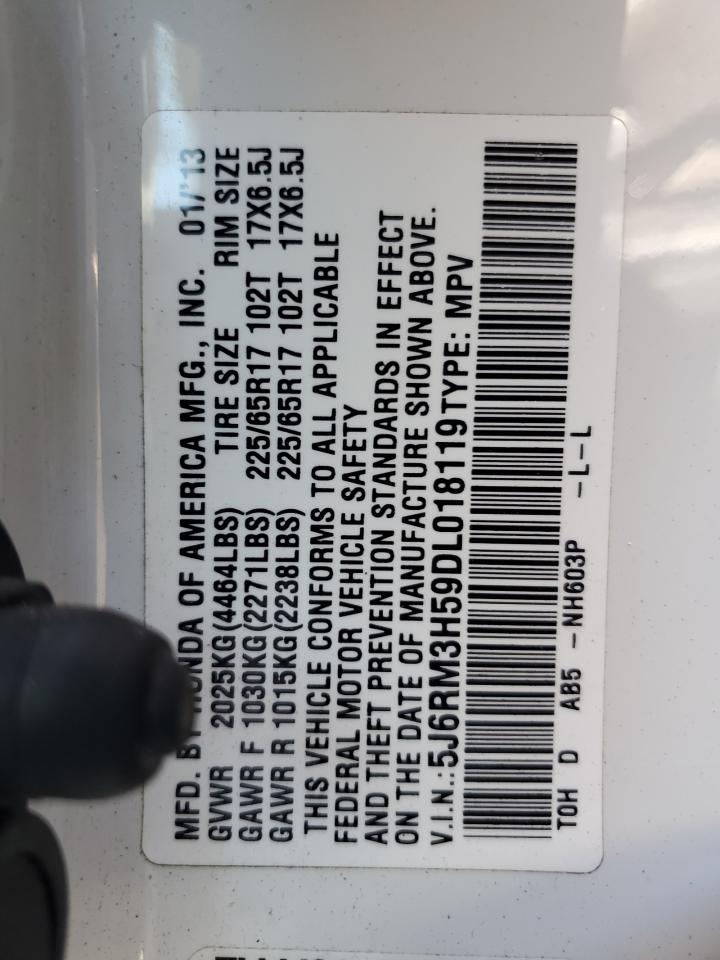 MFD. BY HONDA OF AMERICA MFG., INC. 01/'13
GVWR 2025KG(4464LBS) TIRE SIZE RIM SIZE
GAWR F 1030KG(2271LBS) 225/65R17 102T 17X6.5J
GAWR R 1015KG(2238LBS) 225/65R17 102T 17X6.5J
THIS VEHICLE CONFORMS TO ALL APPLICABLE
FEDERAL MOTOR VEHICLE SAFETY
AND THEFT PREVENTION STANDARDS IN EFFECT
ON THE DATE OF MANUFACTURE SHOWN ABOVE.
V.I.N.:5J6RM3H59DL018119TYPE: MPV
TOH D AB5 -NH603P -L-L